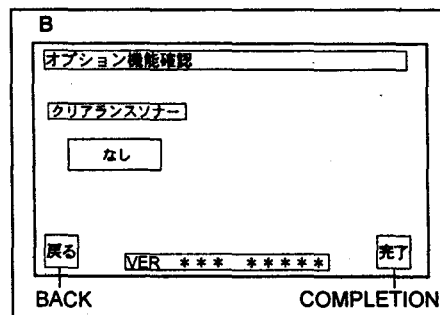 B
オプション機能確認
クリアランスソナー
なし
戻る
VER *** *****
完了
BACK
COMPLETION